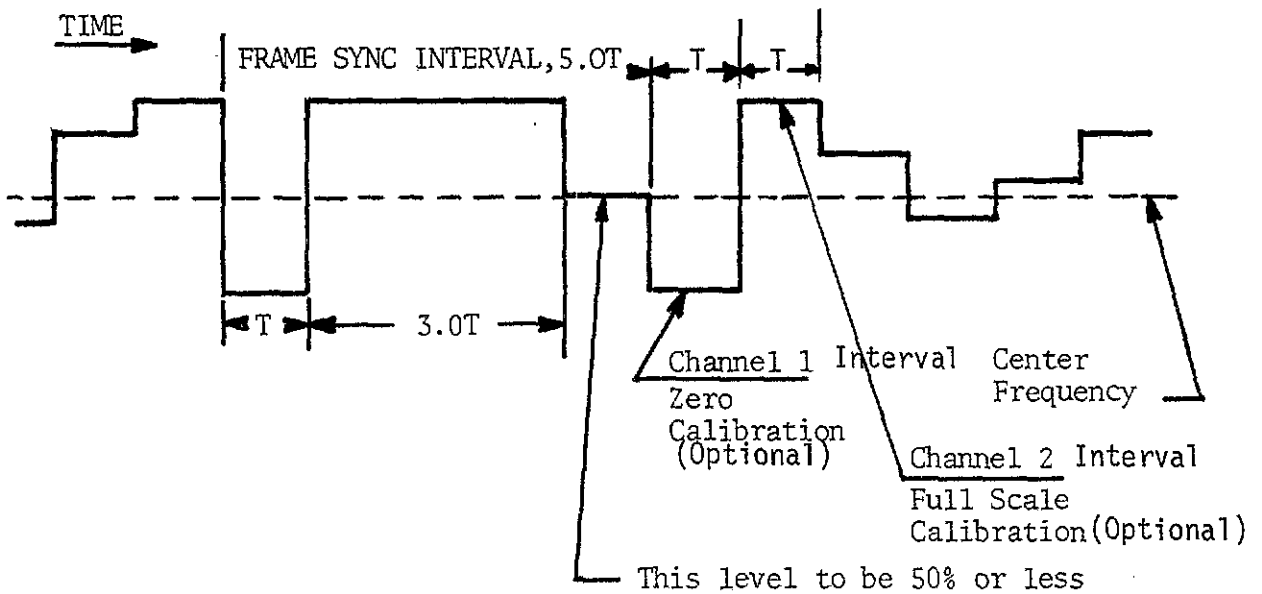 TIME
FRAME SYNC INTERVAL,5.0T
T
T
T
3.0T
Channel 1 Interval
Zero
Calibration
(Optional)
Center
Frequency
Channel 2 Interval
Full Scale
Calibration(Optional)
This level to be 50% or less